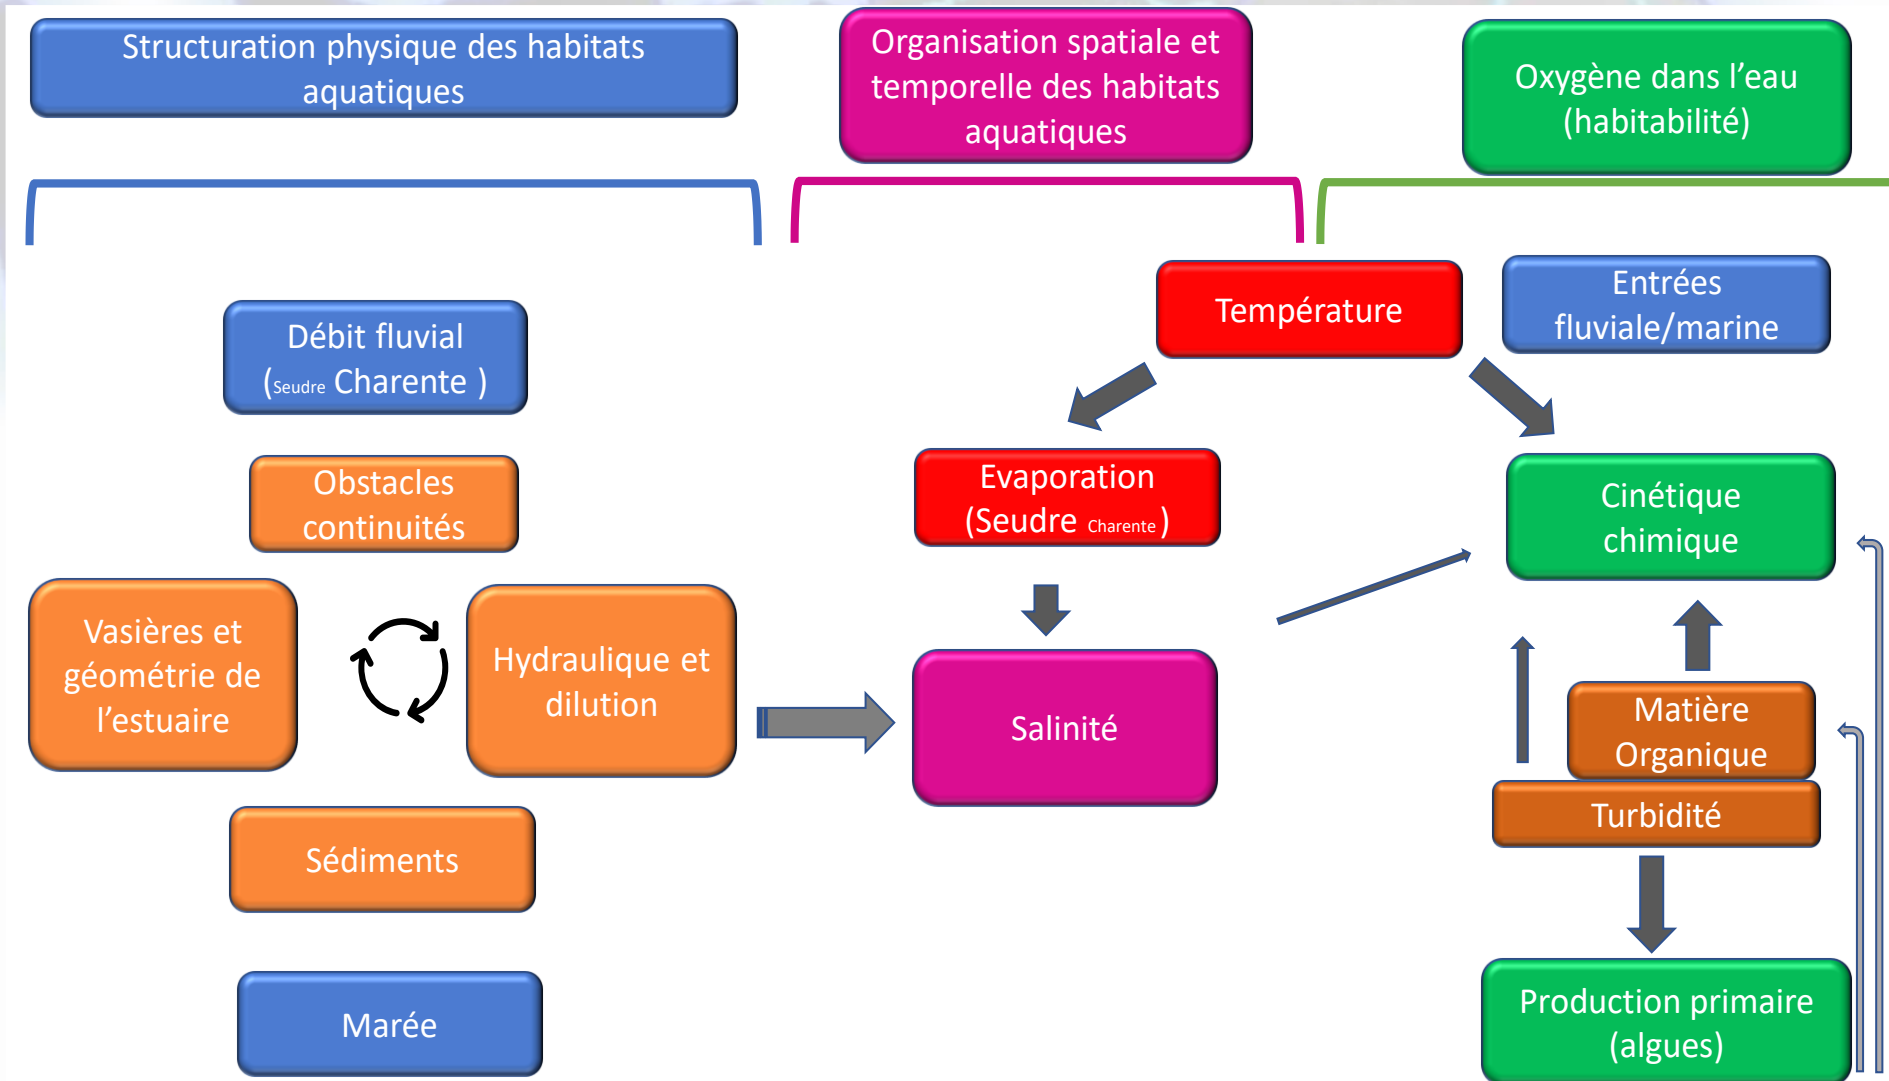 Structuration physique des habitats
aquatiques
Organisation spatiale et
temporelle des habitats
aquatiques
Oxygène dans l'eau
(habitabilité)
Débit fluvial
(Seudre Charente )
Obstacles
continuités
Vasières et
géométrie de
l'estuaire
Hydraulique et
dilution
Sédiments
Marée
Température
Evaporation
(Seudre Charente )
Salinité
Entrées
fluviale/marine
Cinétique
chimique
Matière
Organique
Turbidité
Production primaire
(algues)